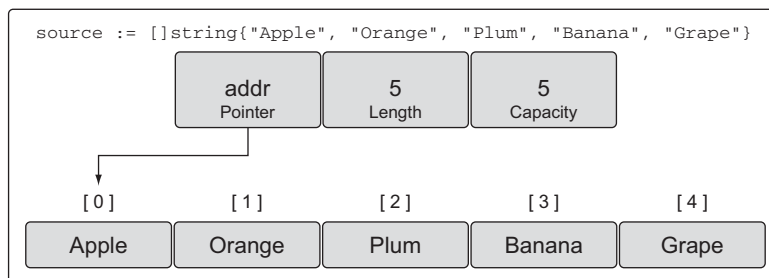 source := []string{"Apple", "Orange", "Plum", "Banana", "Grape"}
addr 5 5
Pointer Length Capacity
[0] [1] [2] [3] [4]
Apple Orange Plum Banana Grape